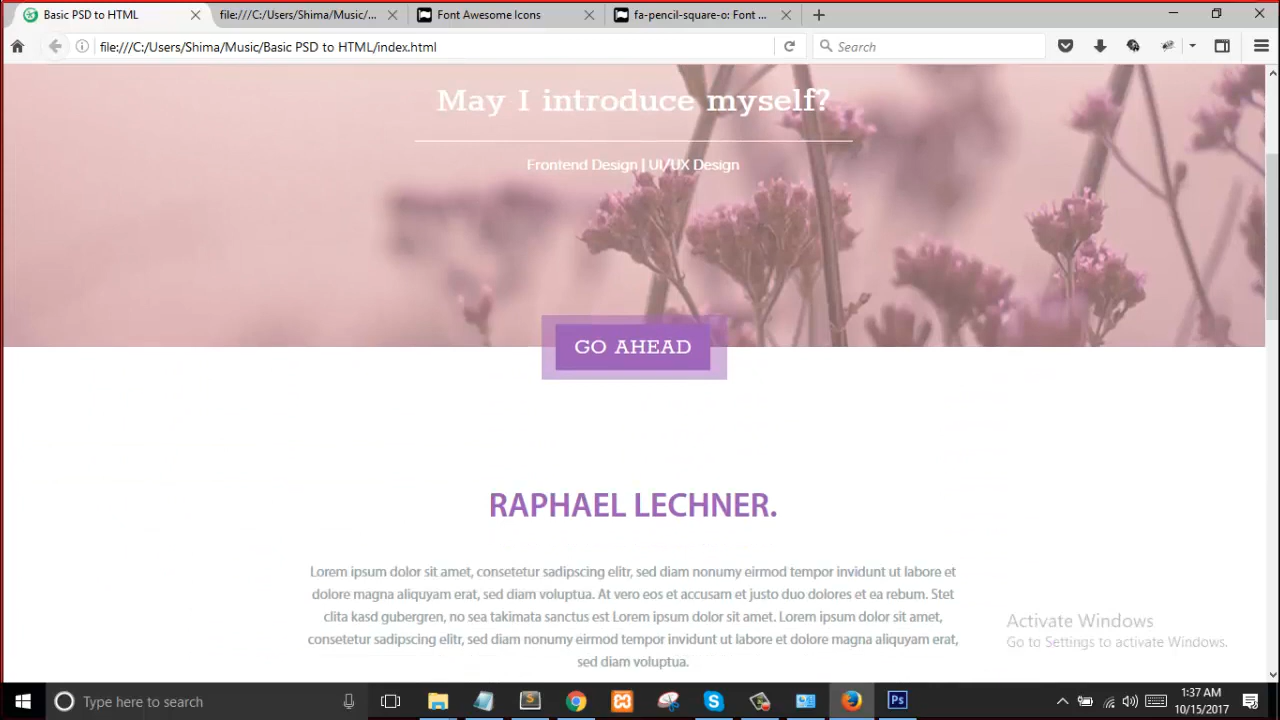 Basic PSD to HTML
file:///C:/Users/Shima/Music/...
Font Awesome Icons
fa-pencil-square-o: Font ...
file:///C:/Users/Shima/Music/Basic PSD to HTML/index.html
Search
May I introduce myself?
Frontend Design | UI/UX Design
GO AHEAD
RAPHAEL LECHNER.
Lorem ipsum dolor sit amet, consetetur sadipscing elitr, sed diam nonumy eirmod tempor invidunt ut labore et
dolore magna aliquyam erat, sed diam voluptua. At vero eos et accusam et justo duo dolores et ea rebum. Stet
clita kasd gubergren, no sea takimata sanctus est Lorem ipsum dolor sit amet. Lorem ipsum dolor sit amet,
consetetur sadipscing elitr, sed diam nonumy eirmod tempor invidunt ut labore et dolore magna aliquyam erat,
sed diam voluptua.
Activate Windows
Go to Settings to activate Windows.
Type here to search
Ps
1:37 AM
10/15/2017